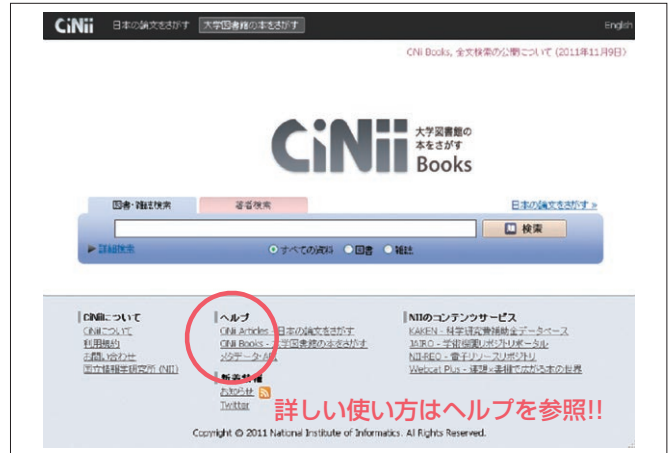 CiNii 日本の論文をさがす 大学図書館の本をさがす English
CiNii Books, 全文検索の公開について (2011年11月9日)
CiNii 大学図書館の
本をさがす
Books
図書・雑誌検索 著者検索 日本の論文をさがす »
検索
詳細検索 すべての資料 図書 雑誌
CiNiiについて
CiNiiについて
利用規約
お問い合わせ
国立情報学研究所 (NII)
ヘルプ
CiNii Articles - 日本の論文をさがす
CiNii Books - 大学図書館の本をさがす
メタデータ・API
新着情報
お知らせ
Twitter
NIIのコンテンツサービス
KAKEN - 科学研究費補助金データベース
JAIRO - 学術機関リポジトリポータル
NII-REO - 電子リソースリポジトリ
Webcat Plus - 連想×書棚で広がる本の世界
詳しい使い方はヘルプを参照!!
Copyright © 2011 National Institute of Informatics. All Rights Reserved.